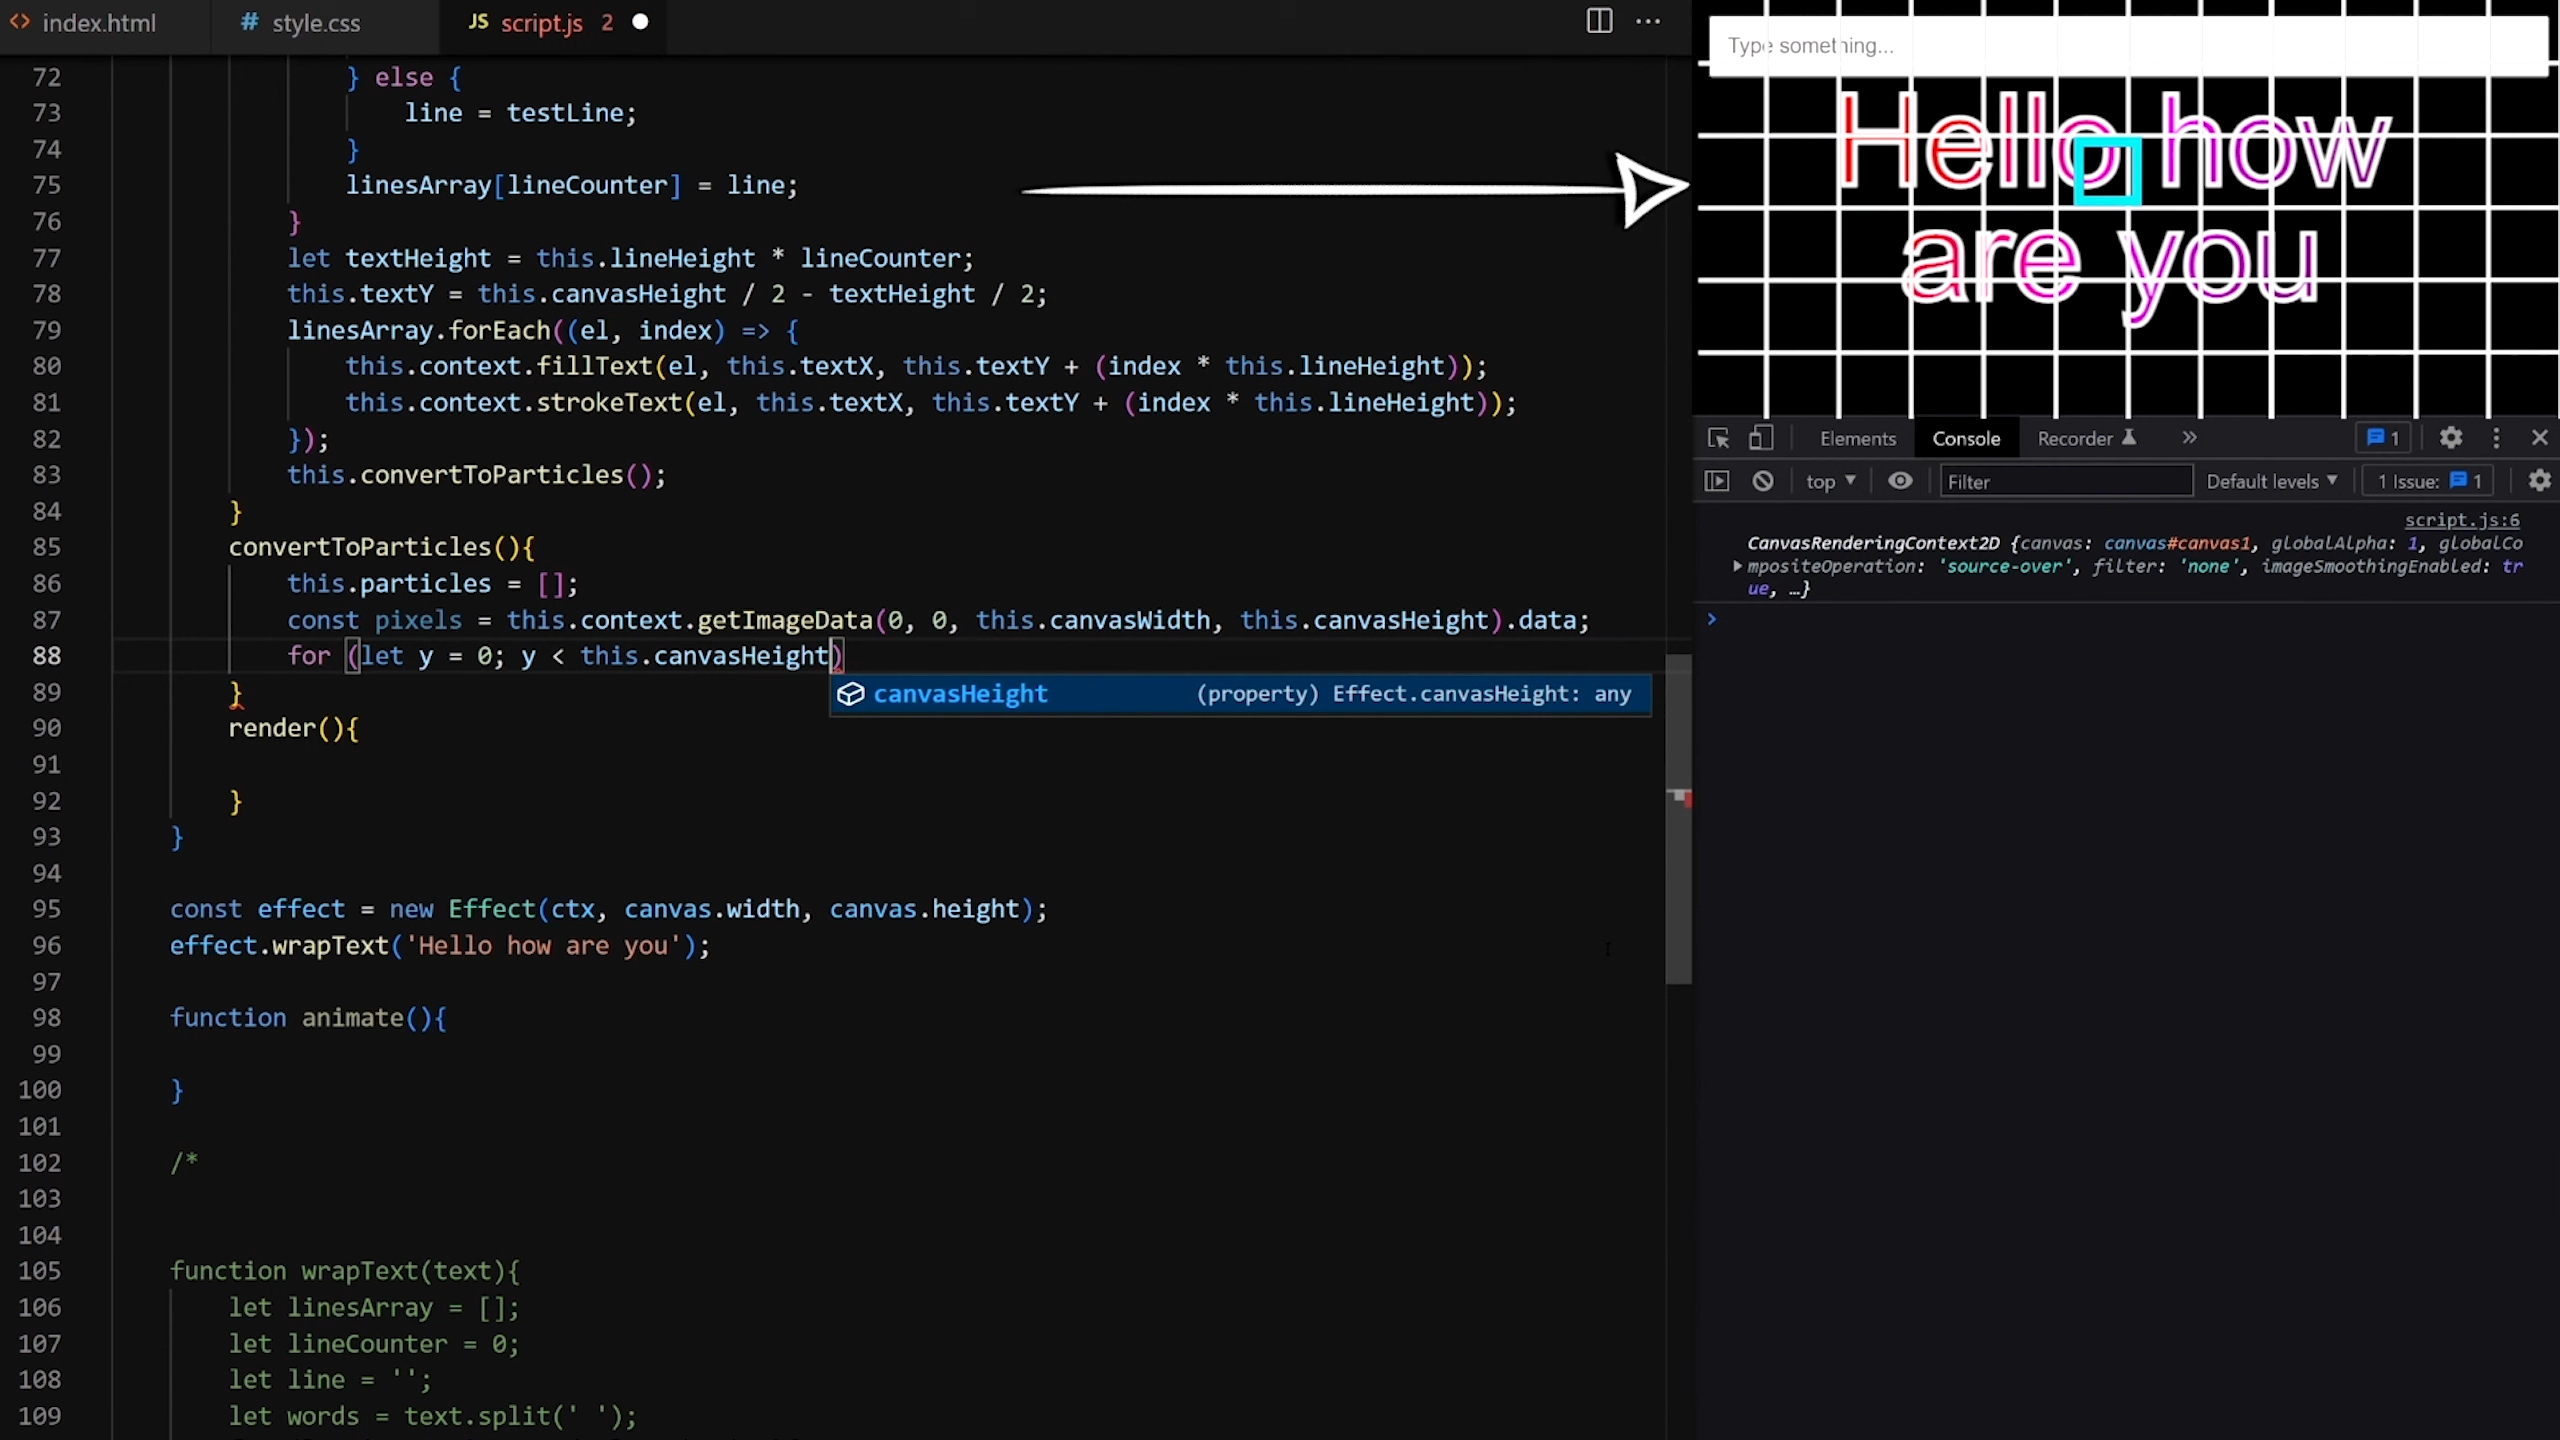 index.html
# style.css
JS script.js 2
72 } else {
73 line = testLine;
74 }
75 linesArray[lineCounter] = line;
76 }
77 let textHeight = this.lineHeight * lineCounter;
78 this.textY = this.canvasHeight / 2 - textHeight / 2;
79 linesArray.forEach((el, index) => {
80 this.context.fillText(el, this.textX, this.textY + (index * this.lineHeight));
81 this.context.strokeText(el, this.textX, this.textY + (index * this.lineHeight));
82 });
83 this.convertToParticles();
84 }
85 convertToParticles(){
86 this.particles = [];
87 const pixels = this.context.getImageData(0, 0, this.canvasWidth, this.canvasHeight).data;
88 for (let y = 0; y < this.canvasHeight)
canvasHeight (property) Effect.canvasHeight: any
89 }
90 render(){
91
92 }
93 }
94
95 const effect = new Effect(ctx, canvas.width, canvas.height);
96 effect.wrapText('Hello how are you');
97
98 function animate(){
99
100 }
101
102 /*
103
104
105 function wrapText(text){
106 let linesArray = [];
107 let lineCounter = 0;
108 let line = '';
109 let words = text.split(' ');
Type something...
Hello how
are you
Elements Console Recorder 1
top Filter Default levels 1 Issue: 1
script.js:6
CanvasRenderingContext2D {canvas: canvas#canvas1, globalAlpha: 1, globalCo
mpositeOperation: 'source-over', filter: 'none', imageSmoothingEnabled: tr
ue, …}